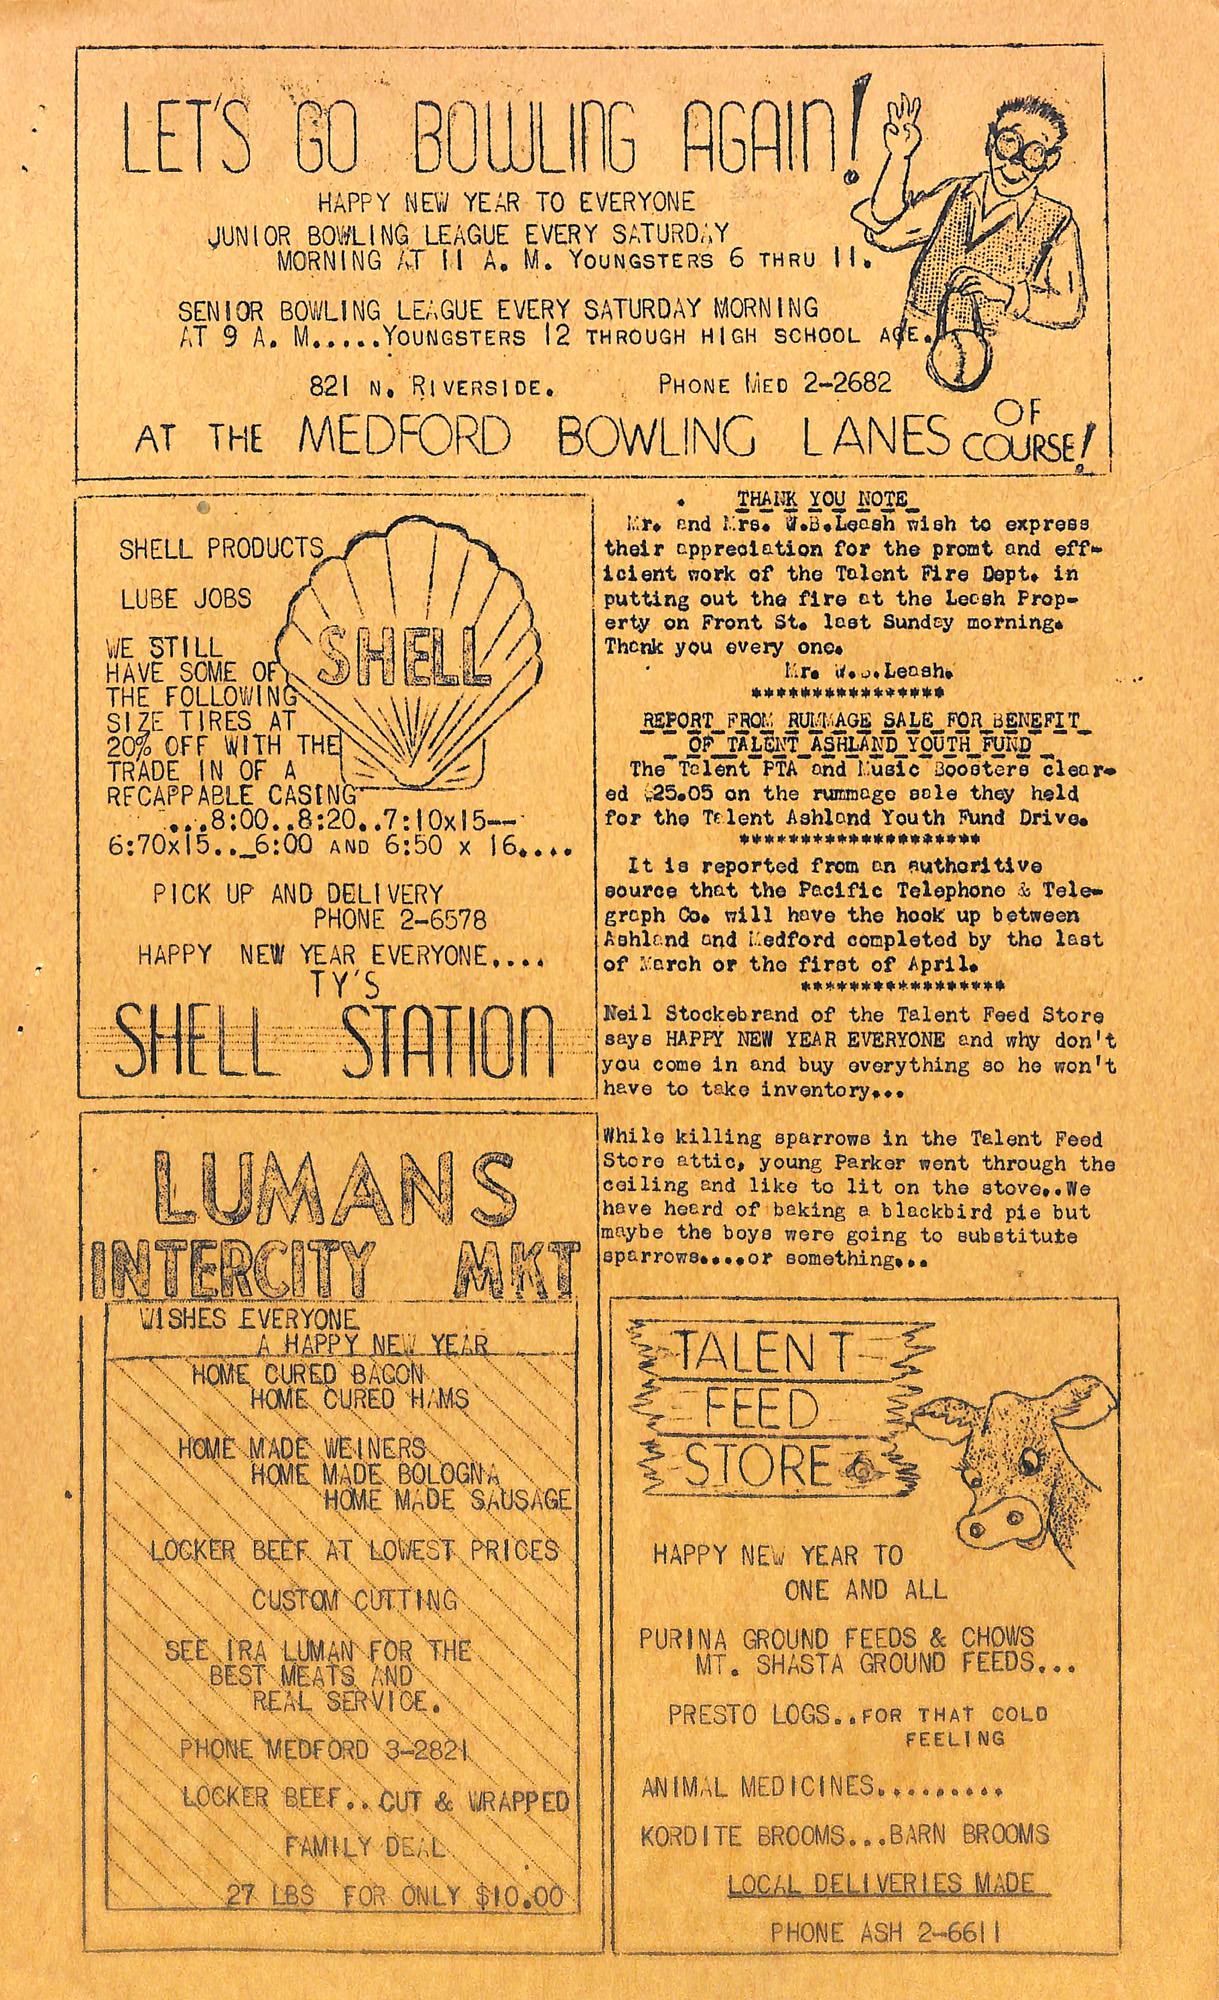 LET'S GO BOWLING AGAIN!
HAPPY NEW YEAR TO EVERYONE
JUNIOR BOWLING LEAGUE EVERY SATURDAY
MORNING AT 11 A. M. YOUNGSTERS 6 THRU 11.
SENIOR BOWLING LEAGUE EVERY SATURDAY MORNING
AT 9 A. M.....YOUNGSTERS 12 THROUGH HIGH SCHOOL AGE.
821 N. RIVERSIDE. PHONE MED 2-2682
AT THE MEDFORD BOWLING LANES OF COURSE!
SHELL PRODUCTS
LUBE JOBS
SHELL
WE STILL
HAVE SOME OF
THE FOLLOWING
SIZE TIRES AT
20% OFF WITH THE
TRADE IN OF A
RECAPPABLE CASING
...8:00..8:20..7:10x15--
6:70x15.._6:00 AND 6:50 x 16....
PICK UP AND DELIVERY
PHONE 2-6578
HAPPY NEW YEAR EVERYONE....
TY'S
SHELL STATION
LUMANS
INTERCITY MKT
WISHES EVERYONE
A HAPPY NEW YEAR
HOME CURED BACON
HOME CURED HAMS
HOME MADE WEINERS
HOME MADE BOLOGNA
HOME MADE SAUSAGE
LOCKER BEEF AT LOWEST PRICES
CUSTOM CUTTING
SEE IRA LUMAN FOR THE
BEST MEATS AND
REAL SERVICE.
PHONE MEDFORD 3-2821
LOCKER BEEF.. CUT & WRAPPED
FAMILY DEAL
27 LBS FOR ONLY $10.00
THANK YOU NOTE
Mr. and Mrs. W.B.Leash wish to express
their appreciation for the promt and eff-
icient work of the Talent Fire Dept. in
putting out the fire at the Leash Prop-
erty on Front St. last Sunday morning.
Thank you every one.
Mr. W.B.Leash.
****************
REPORT FROM RUMMAGE SALE FOR BENEFIT
OF TALENT ASHLAND YOUTH FUND
The Talent PTA and Music Boosters clear-
ed $25.05 on the rummage sale they held
for the Talent Ashland Youth Fund Drive.
********************
It is reported from an authoritive
source that the Pacific Telephone & Tele-
graph Co. will have the hook up between
Ashland and Medford completed by the last
of March or the first of April.
*****************
Neil Stockebrand of the Talent Feed Store
says HAPPY NEW YEAR EVERYONE and why don't
you come in and buy everything so he won't
have to take inventory...
While killing sparrows in the Talent Feed
Store attic, young Parker went through the
ceiling and like to lit on the stove..We
have heard of baking a blackbird pie but
maybe the boys were going to substitute
sparrows....or something...
TALENT
FEED
STORE
HAPPY NEW YEAR TO
ONE AND ALL
PURINA GROUND FEEDS & CHOWS
MT. SHASTA GROUND FEEDS...
PRESTO LOGS..FOR THAT COLD
FEELING
ANIMAL MEDICINES.........
KORDITE BROOMS...BARN BROOMS
LOCAL DELIVERIES MADE
PHONE ASH 2-6611